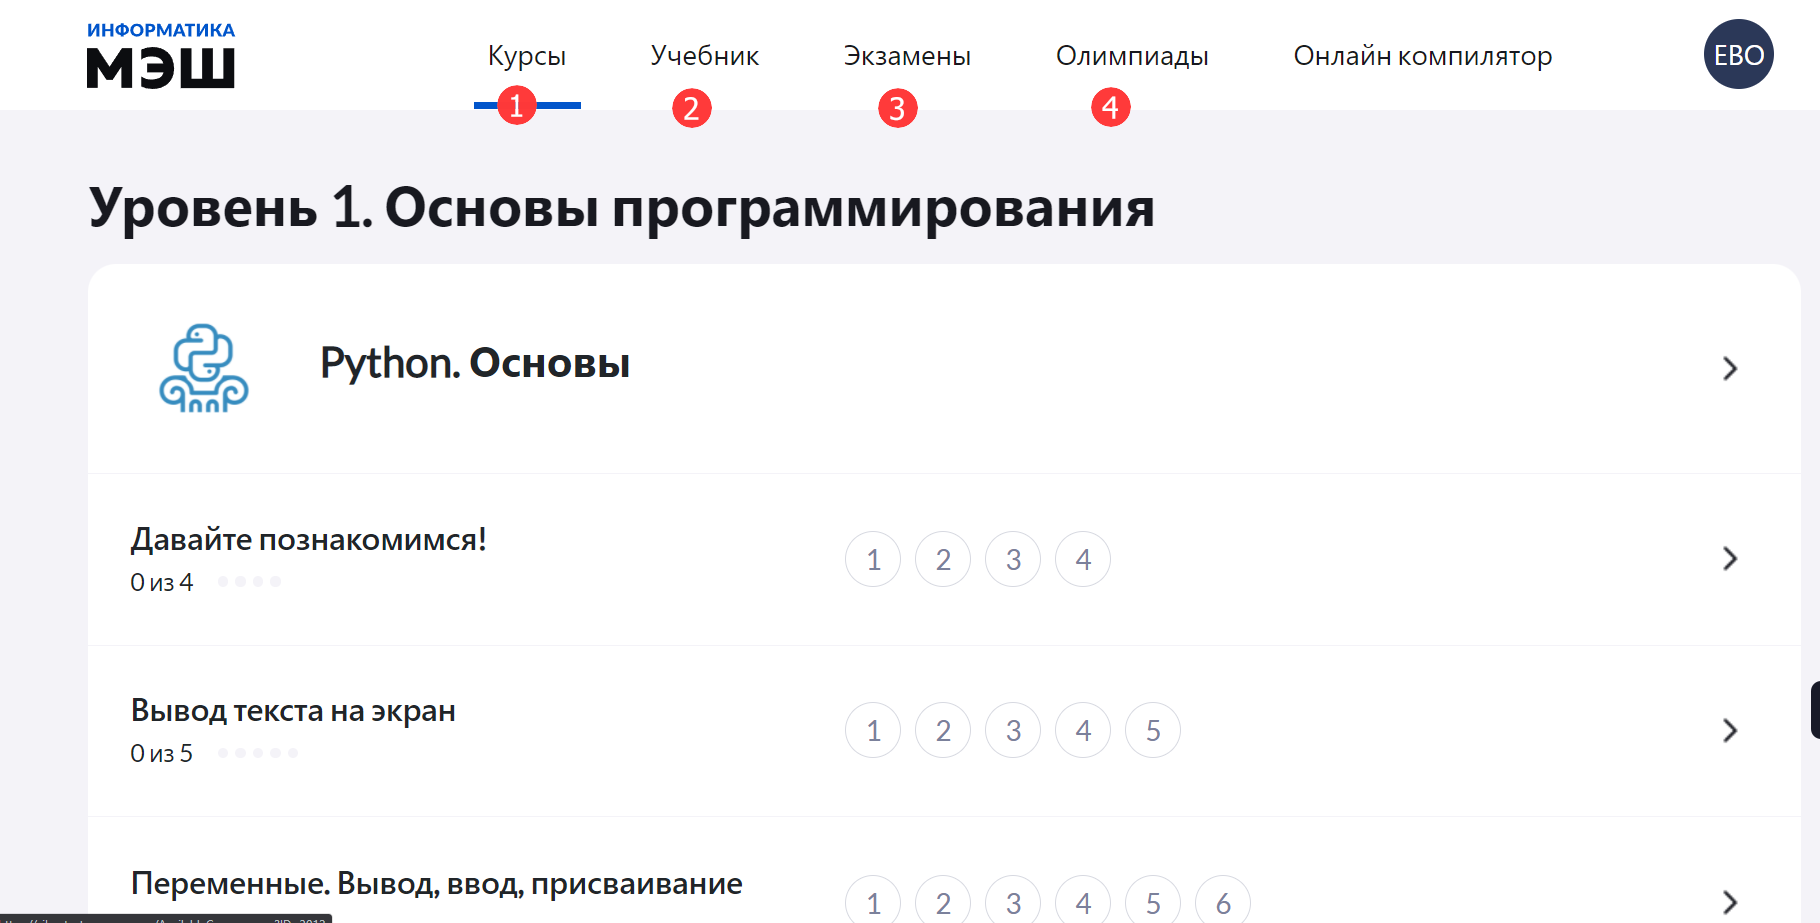 ИНФОРМАТИКА
МЭШ
Курсы Учебник Экзамены Олимпиады Онлайн компилятор ЕВО
1 2 3 4
Уровень 1. Основы программирования
Python. Основы
Давайте познакомимся!
0 из 4
1 2 3 4
Вывод текста на экран
0 из 5
1 2 3 4 5
Переменные. Вывод, ввод, присваивание
1 2 3 4 5 6